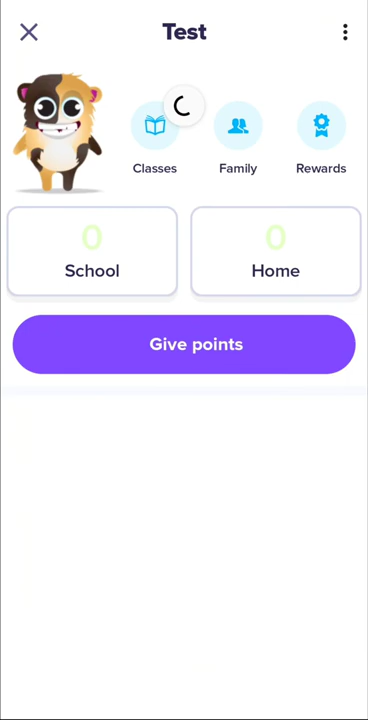 Test
Classes
Family
Rewards
0
0
School
Home
Give points